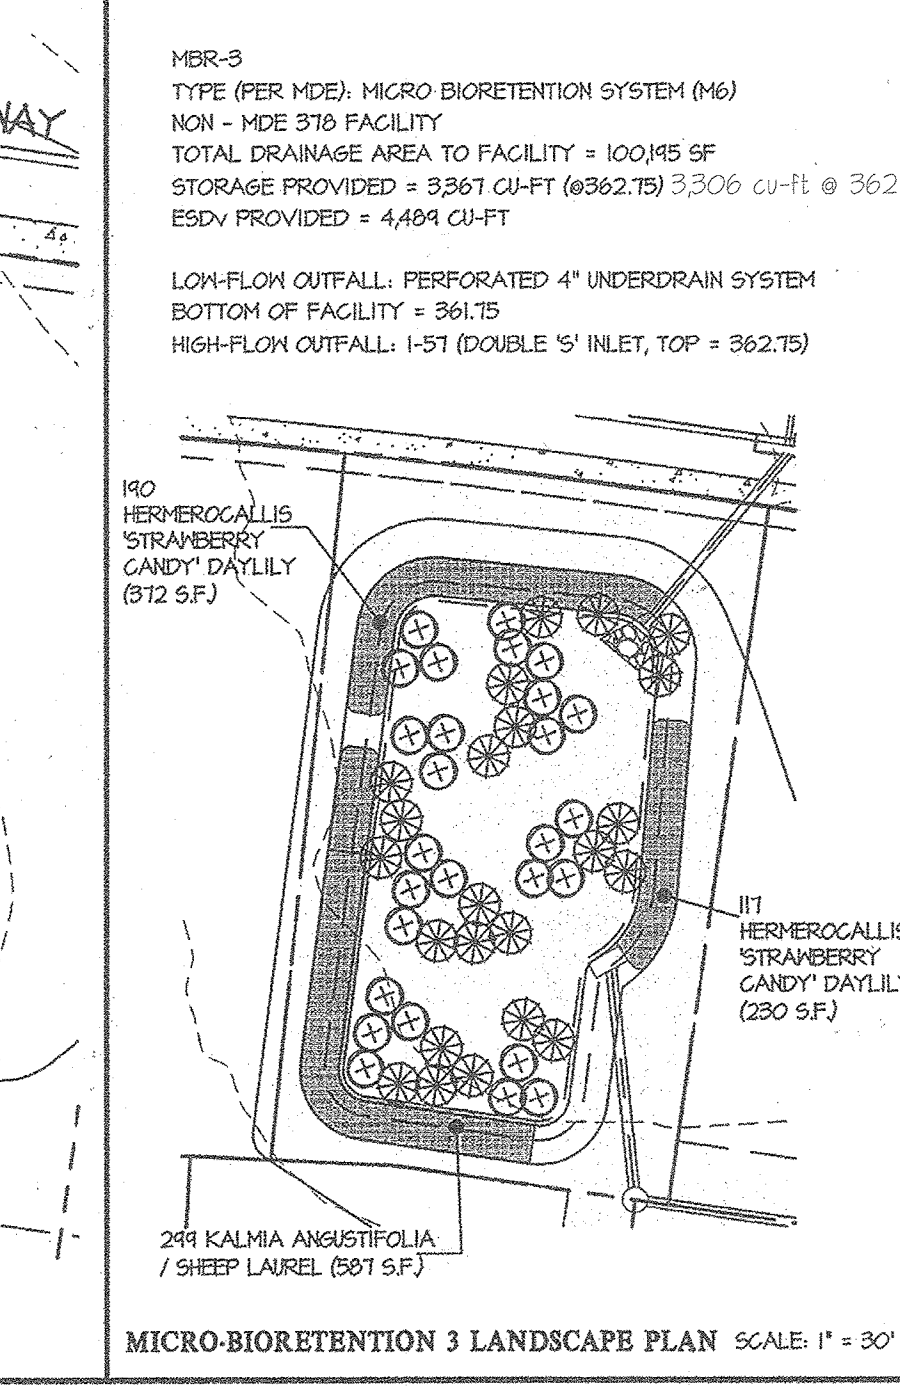 WAY
MBR-3
TYPE (PER MDE): MICRO-BIORETENTION SYSTEM (M6)
NON - MDE 378 FACILITY
TOTAL DRAINAGE AREA TO FACILITY = 100,195 SF
STORAGE PROVIDED = 3,367 CU-FT (@362.75) 3,306 cu-ft @ 362
ESDv PROVIDED = 4,489 CU-FT
LOW-FLOW OUTFALL: PERFORATED 4" UNDERDRAIN SYSTEM
BOTTOM OF FACILITY = 361.75
HIGH-FLOW OUTFALL: I-57 (DOUBLE 'S' INLET, TOP = 362.75)
190
HERMEROCALLIS
'STRAWBERRY
CANDY' DAYLILY
(372 S.F.)
117
HERMEROCALLIS
'STRAWBERRY
CANDY' DAYLILY
(230 S.F.)
299 KALMIA ANGUSTIFOLIA
/ SHEEP LAUREL (587 S.F.)
MICRO-BIORETENTION 3 LANDSCAPE PLAN SCALE: 1" = 30'